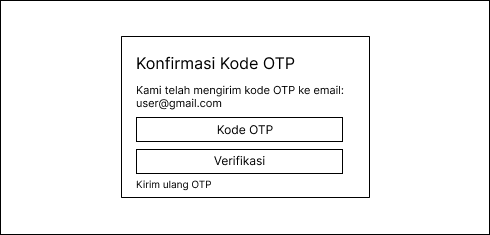 Konfirmasi Kode OTP
Kami telah mengirim kode OTP ke email:
user@gmail.com
Kode OTP
Verifikasi
Kirim ulang OTP